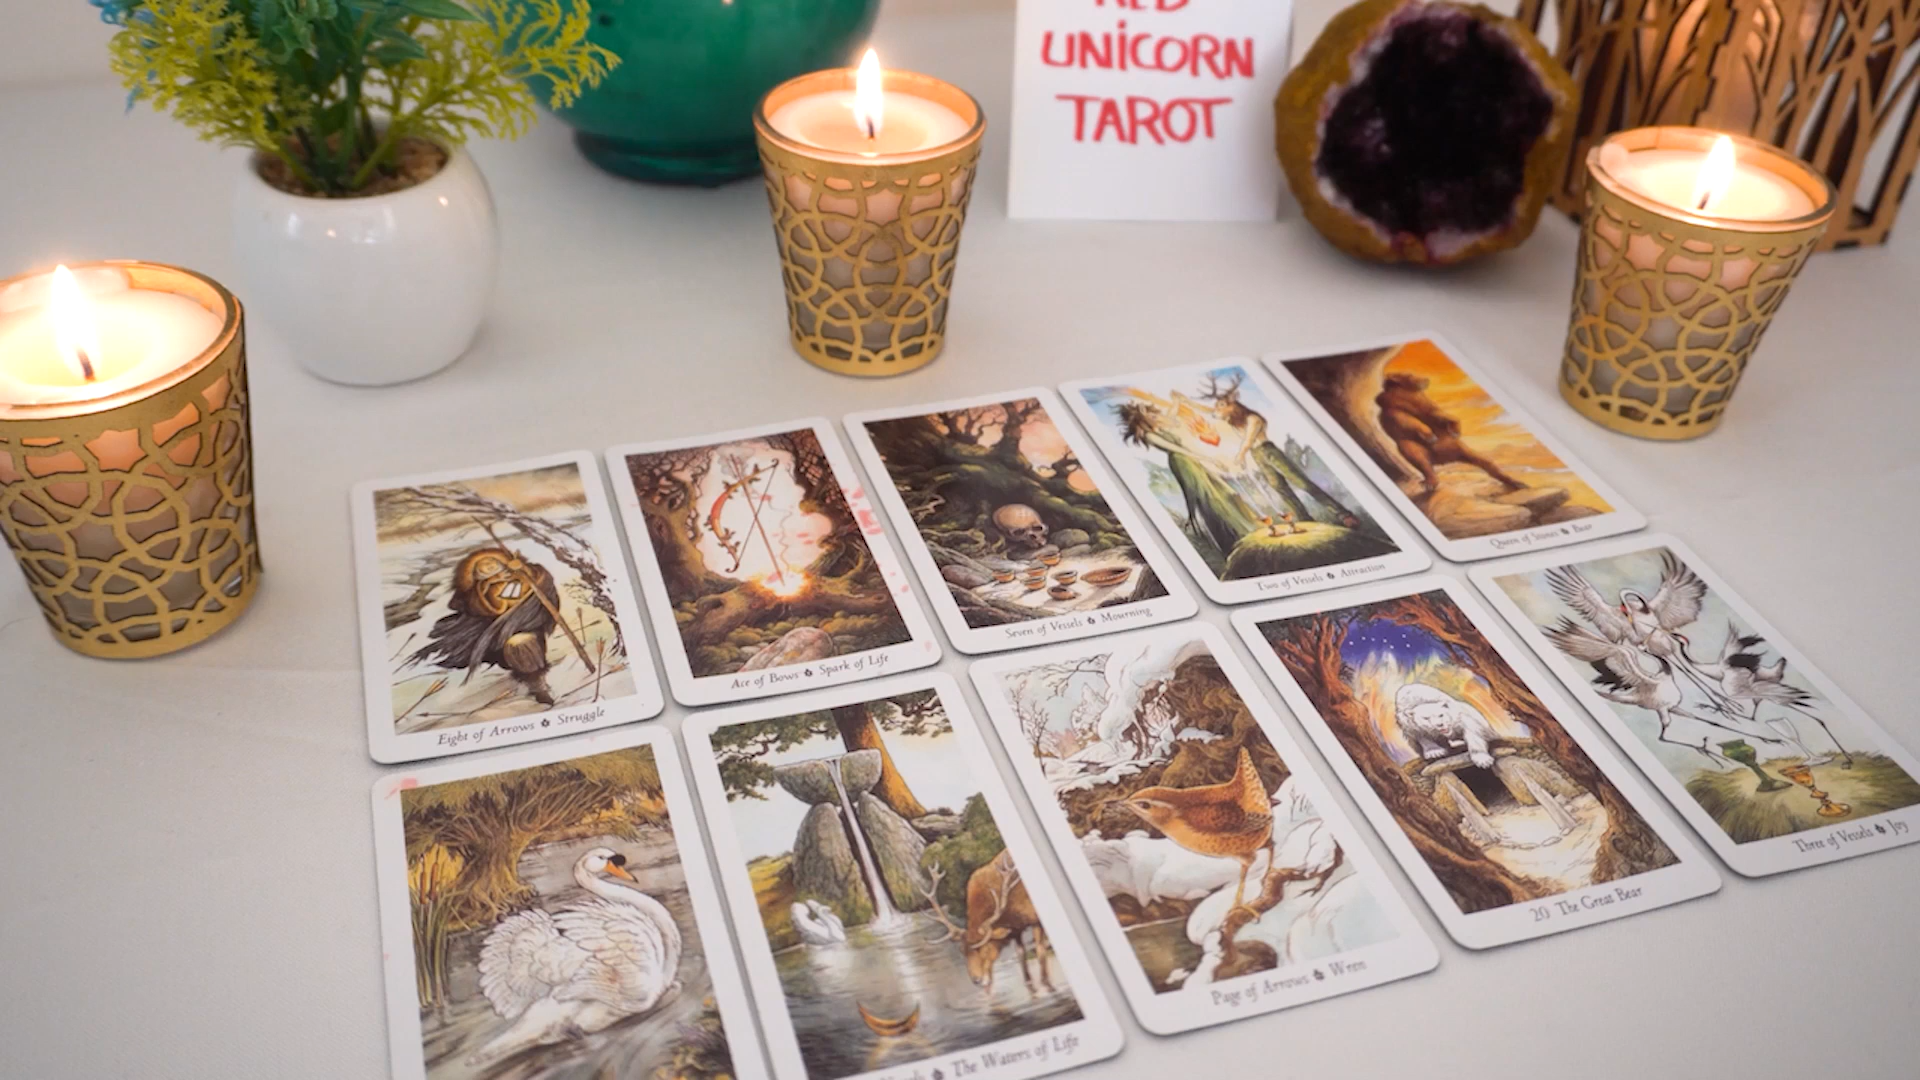 RED
UNICORN
TAROT
Eight of Arrows Struggle
Ace of Bows Spark of Life
Seven of Vessels Mourning
Two of Vessels Attraction
Queen of Stones Bear
The Waters of Life
Page of Arrows Wren
20 The Great Bear
Three of Vessels Joy